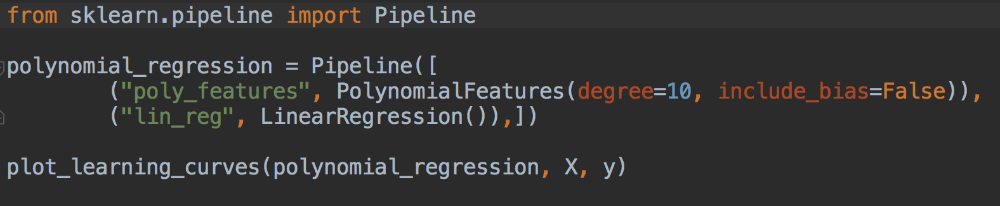 from sklearn.pipeline import Pipeline
polynomial_regression = Pipeline([
        ("poly_features", PolynomialFeatures(degree=10, include_bias=False)),
        ("lin_reg", LinearRegression()),])
plot_learning_curves(polynomial_regression, X, y)